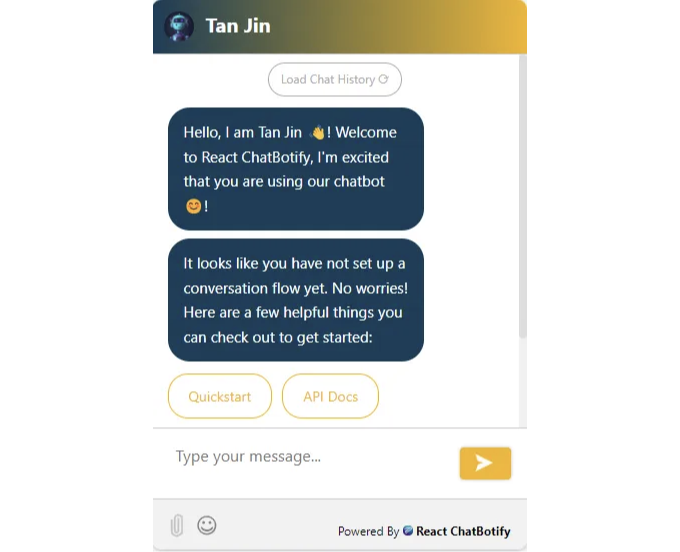 Tan Jin
Load Chat History
Hello, I am Tan Jin 👋! Welcome
to React ChatBotify, I'm excited
that you are using our chatbot
😊!
It looks like you have not set up a
conversation flow yet. No worries!
Here are a few helpful things you
can check out to get started:
Quickstart
API Docs
Type your message...
Powered By React ChatBotify